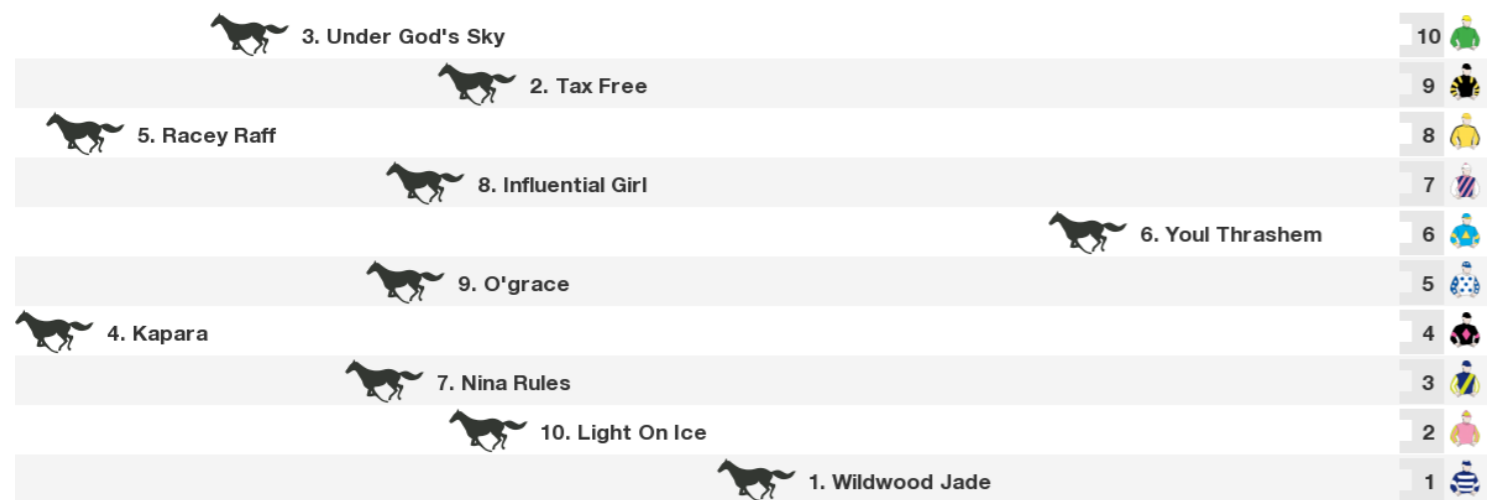 3. Under God's Sky 10
2. Tax Free 9
5. Racey Raff 8
8. Influential Girl 7
6. Youl Thrashem 6
9. O'grace 5
4. Kapara 4
7. Nina Rules 3
10. Light On Ice 2
1. Wildwood Jade 1